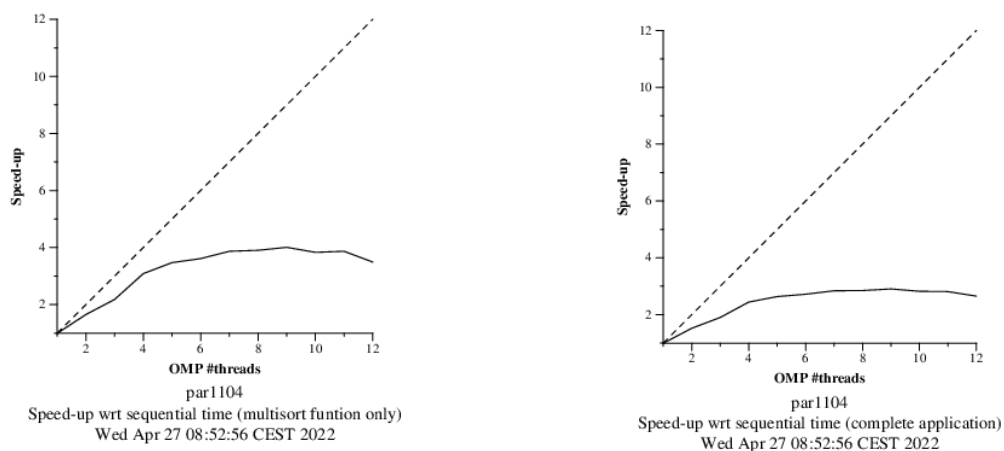 12
10
8
6
4
2
Speed-up
2 4 6 8 10 12
OMP #threads
par1104
Speed-up wrt sequential time (multisort funtion only)
Wed Apr 27 08:52:56 CEST 2022
12
10
8
6
4
2
Speed-up
2 4 6 8 10 12
OMP #threads
par1104
Speed-up wrt sequential time (complete application)
Wed Apr 27 08:52:56 CEST 2022